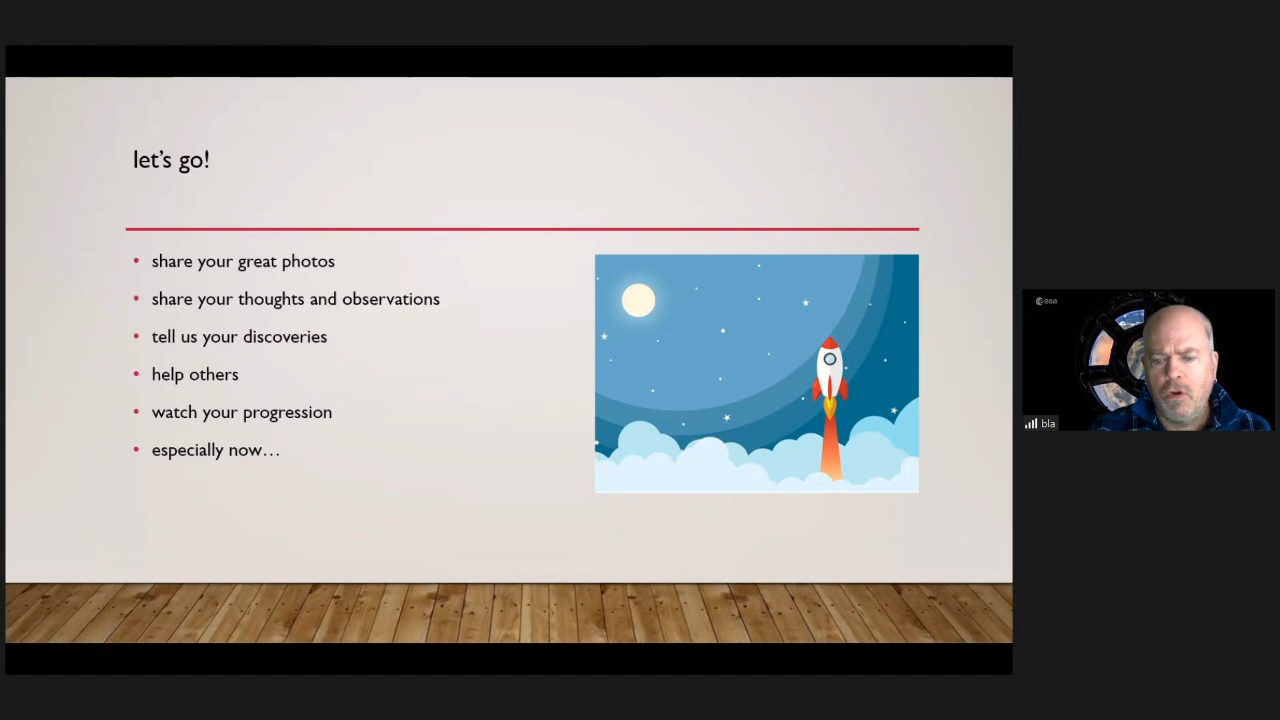 let's go!
• share your great photos
• share your thoughts and observations
• tell us your discoveries
• help others
• watch your progression
• especially now…
esa
bla